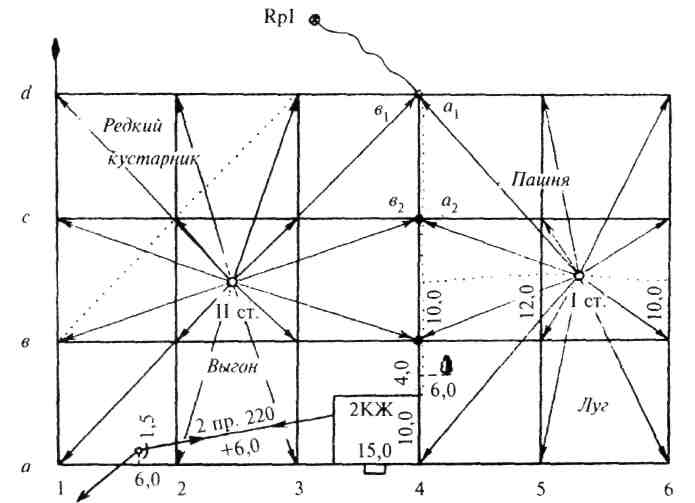 Rp1
d
в₁ a₁
Редкий
кустарник
Пашня
с
в₂ a₂
II ст.
10,0
12,0
I ст.
10,0
в
Выгон
4,0
6,0
Луг
1,5
2 пр. 220
+6,0
2КЖ
10,0
15,0
6,0
a
1 2 3 4 5 6